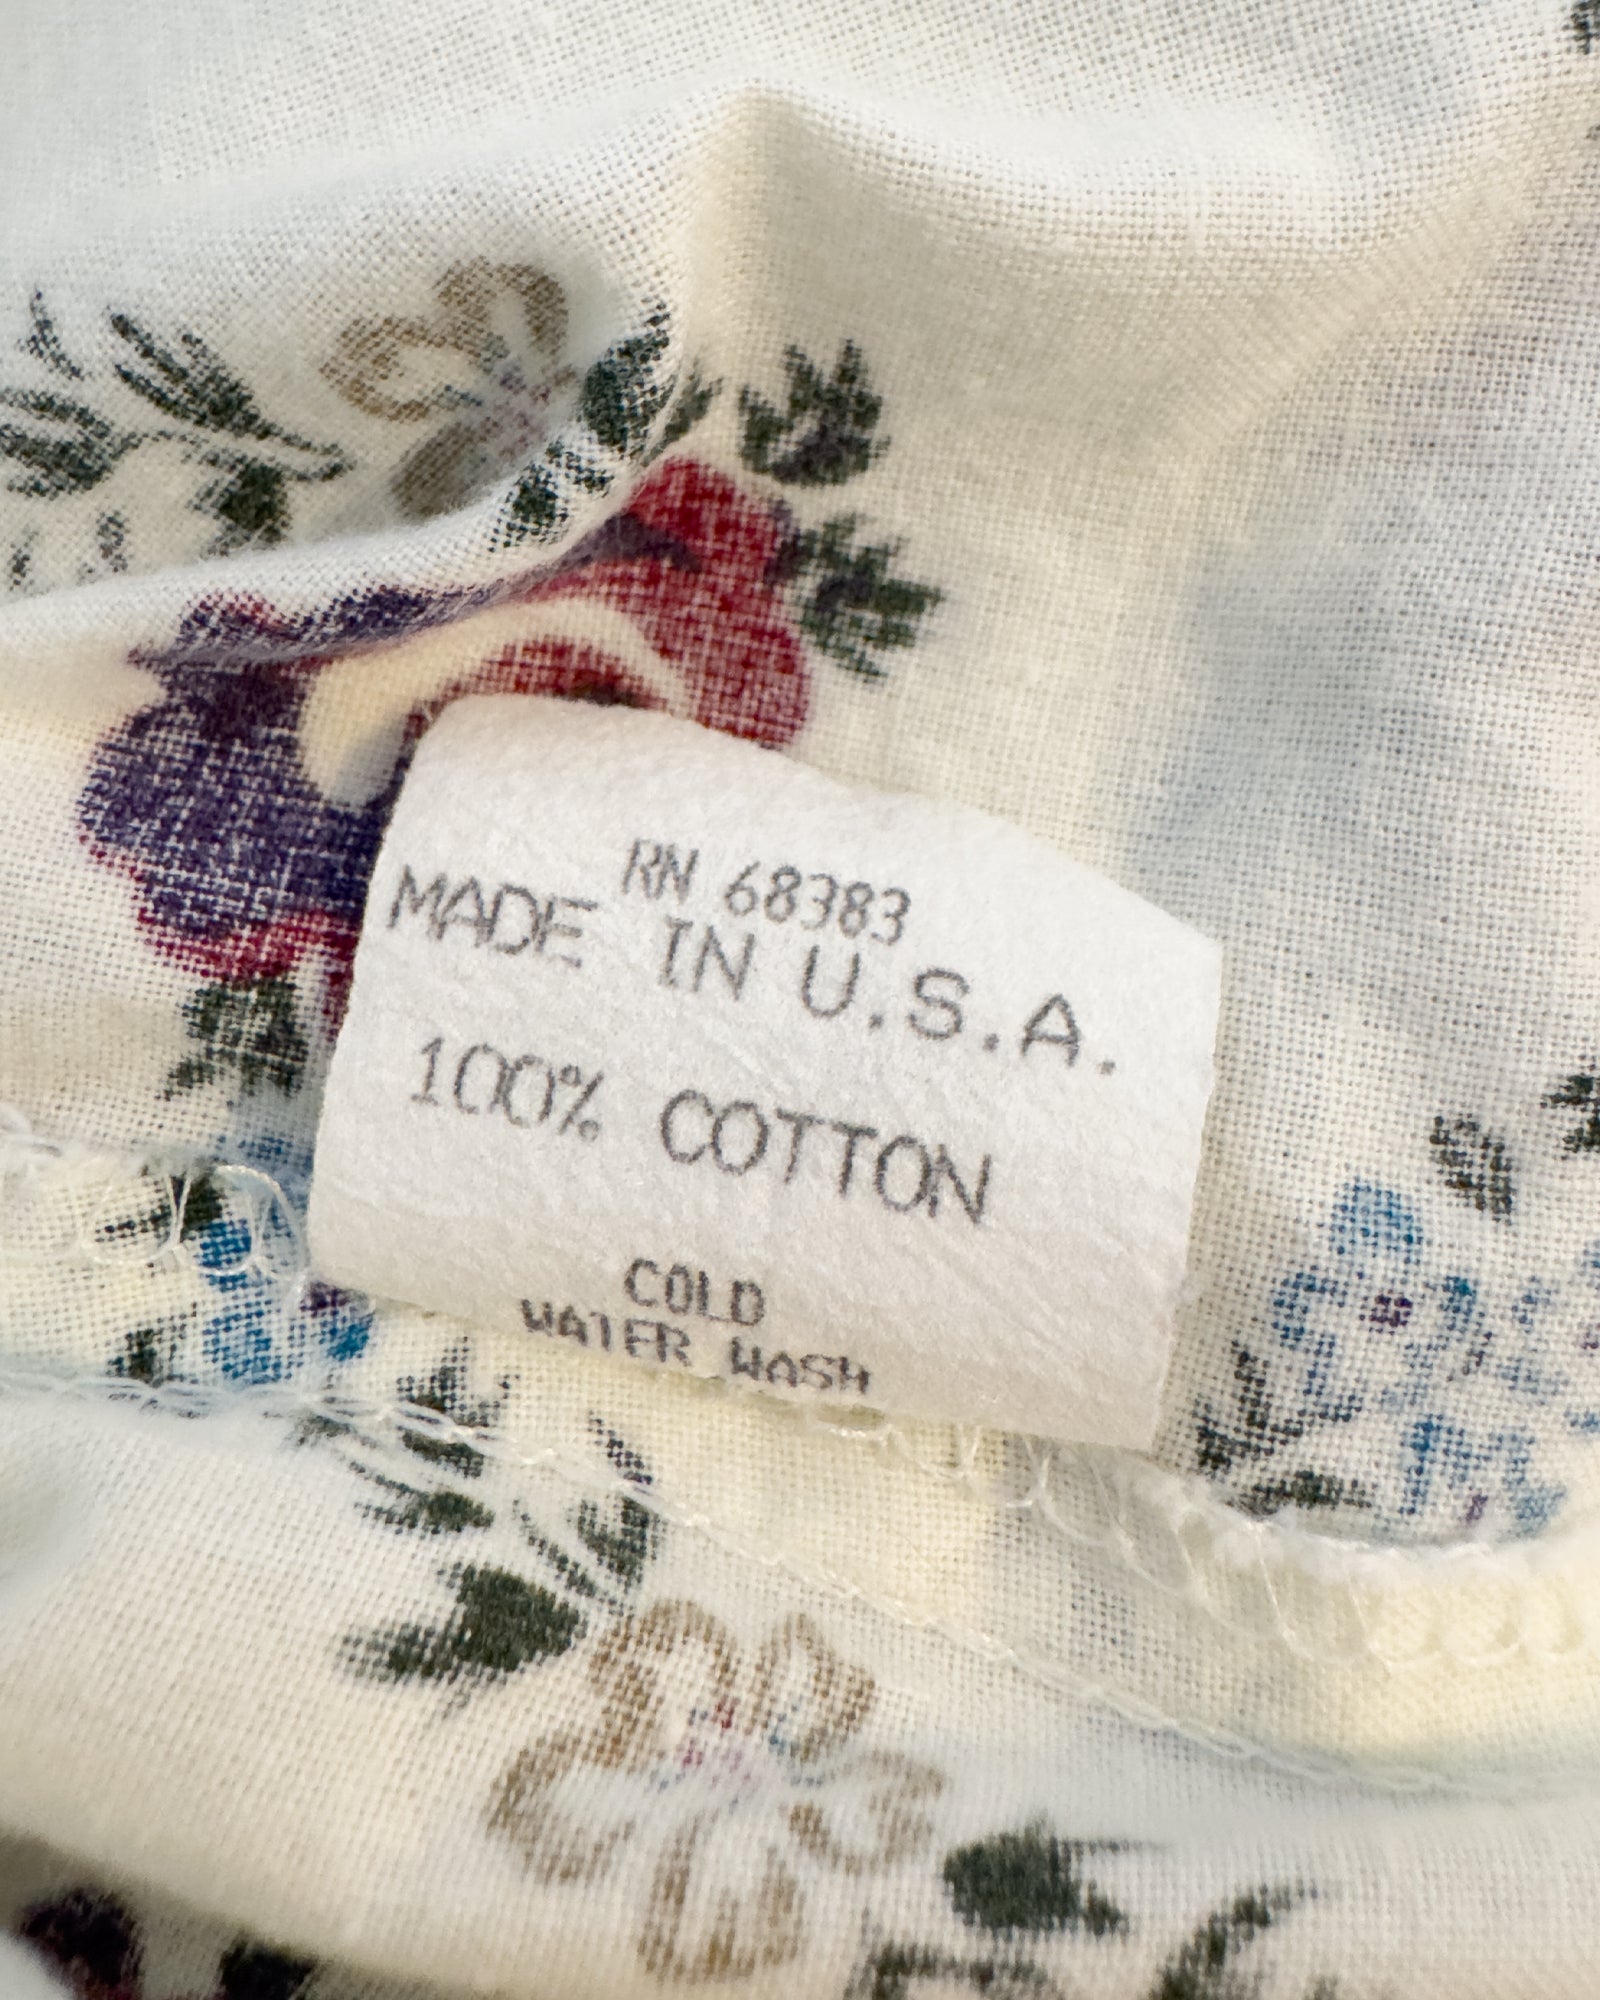 RN 68383
MADE IN U.S.A.
100% COTTON
COLD
WATER WASH